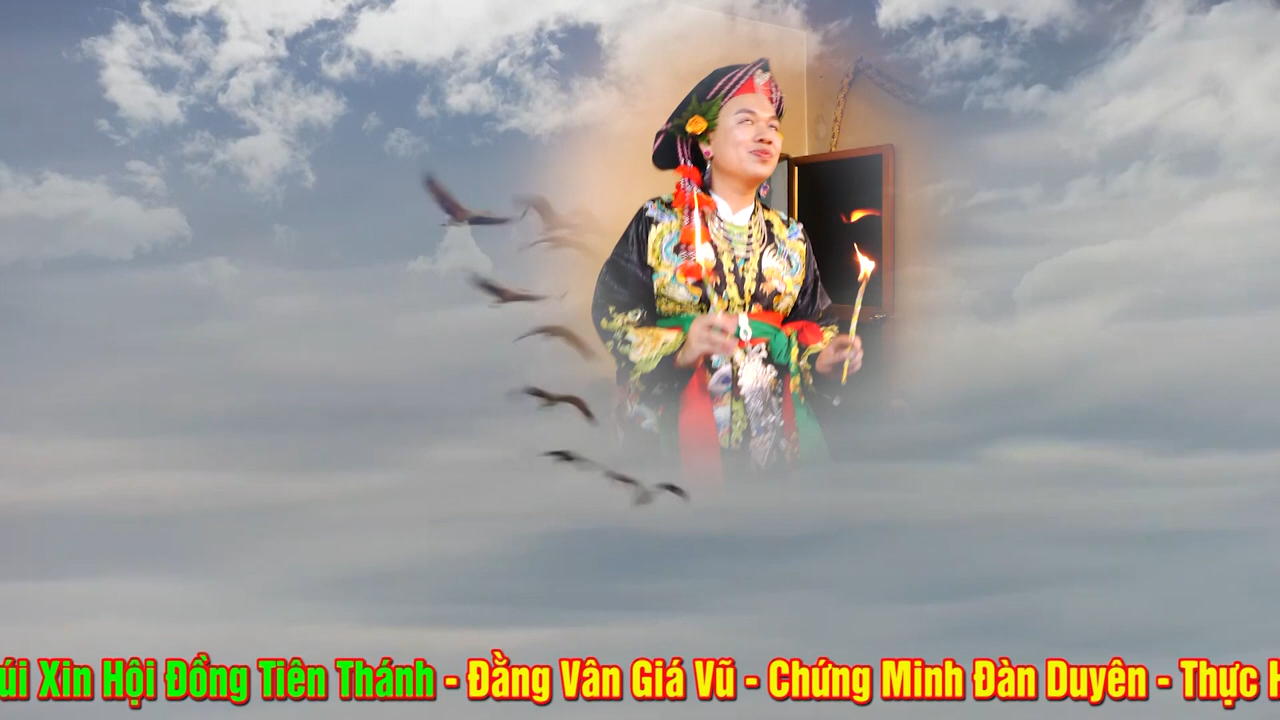 Xin Hội Đồng Tiên Thánh - Đằng Vân Giá Vũ - Chứng Minh Đàn Duyên - Thực